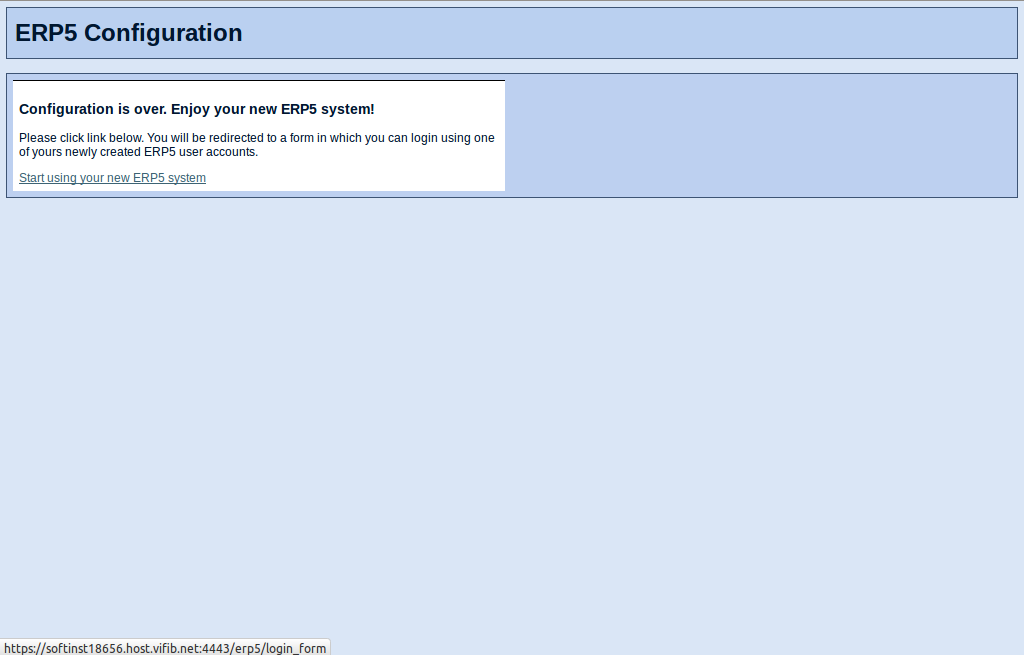 ERP5 Configuration
Configuration is over. Enjoy your new ERP5 system!
Please click link below. You will be redirected to a form in which you can login using one
of yours newly created ERP5 user accounts.
Start using your new ERP5 system
https://softinst18656.host.vifib.net:4443/erp5/login_form